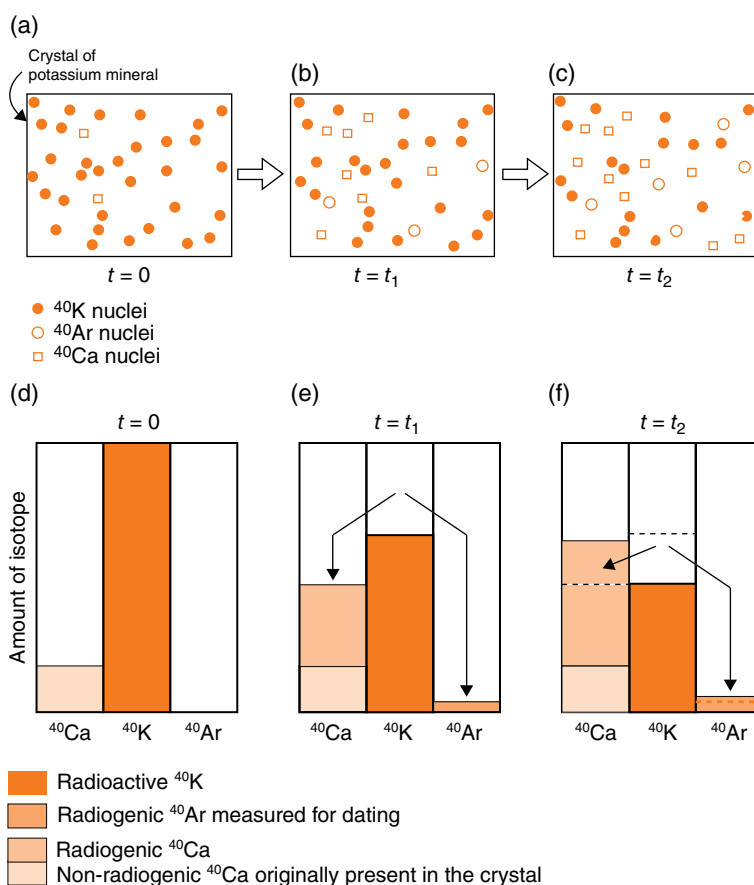 (a)
Crystal of
potassium mineral
(b)
(c)
t = 0
t = t₁
t = t₂
⁴⁰K nuclei
⁴⁰Ar nuclei
⁴⁰Ca nuclei
(d)
(e)
(f)
t = 0
t = t₁
t = t₂
Amount of isotope
⁴⁰Ca ⁴⁰K ⁴⁰Ar
⁴⁰Ca ⁴⁰K ⁴⁰Ar
⁴⁰Ca ⁴⁰K ⁴⁰Ar
Radioactive ⁴⁰K
Radiogenic ⁴⁰Ar measured for dating
Radiogenic ⁴⁰Ca
Non-radiogenic ⁴⁰Ca originally present in the crystal